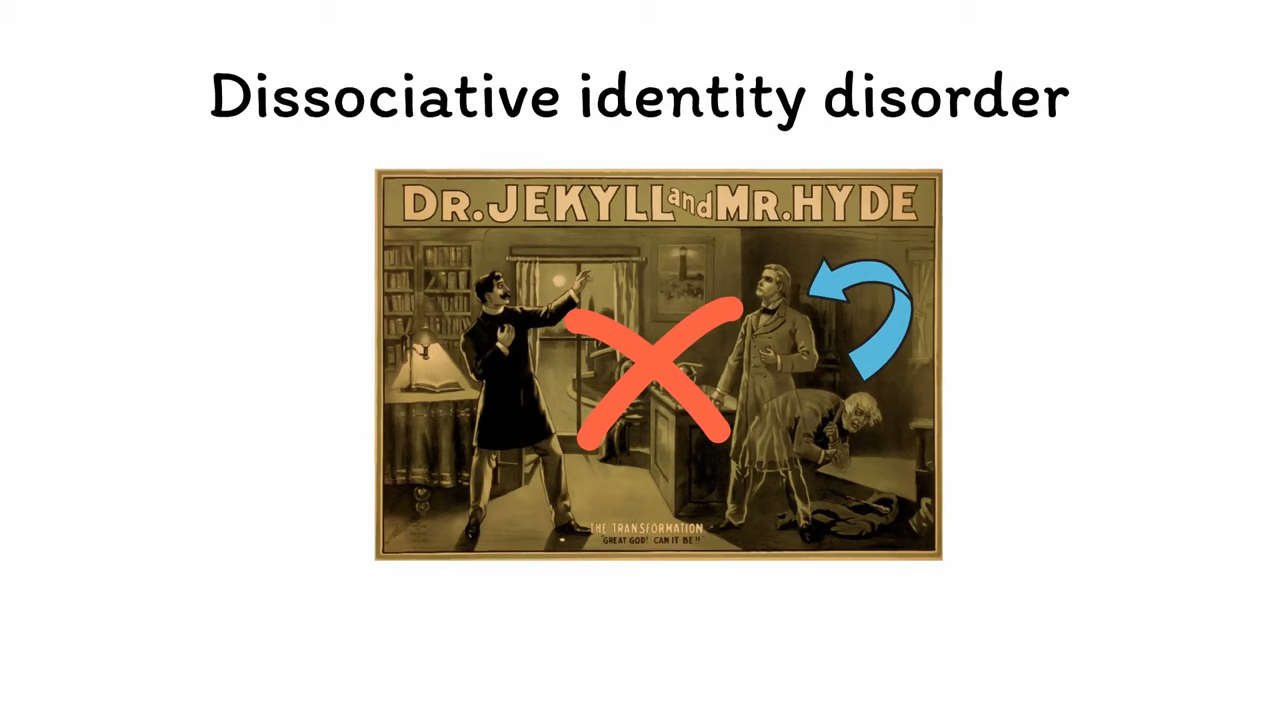 Dissociative identity disorder
DR. JEKYLL and MR. HYDE
THE TRANSFORMATION
"GREAT GOD! CAN IT BE!!"